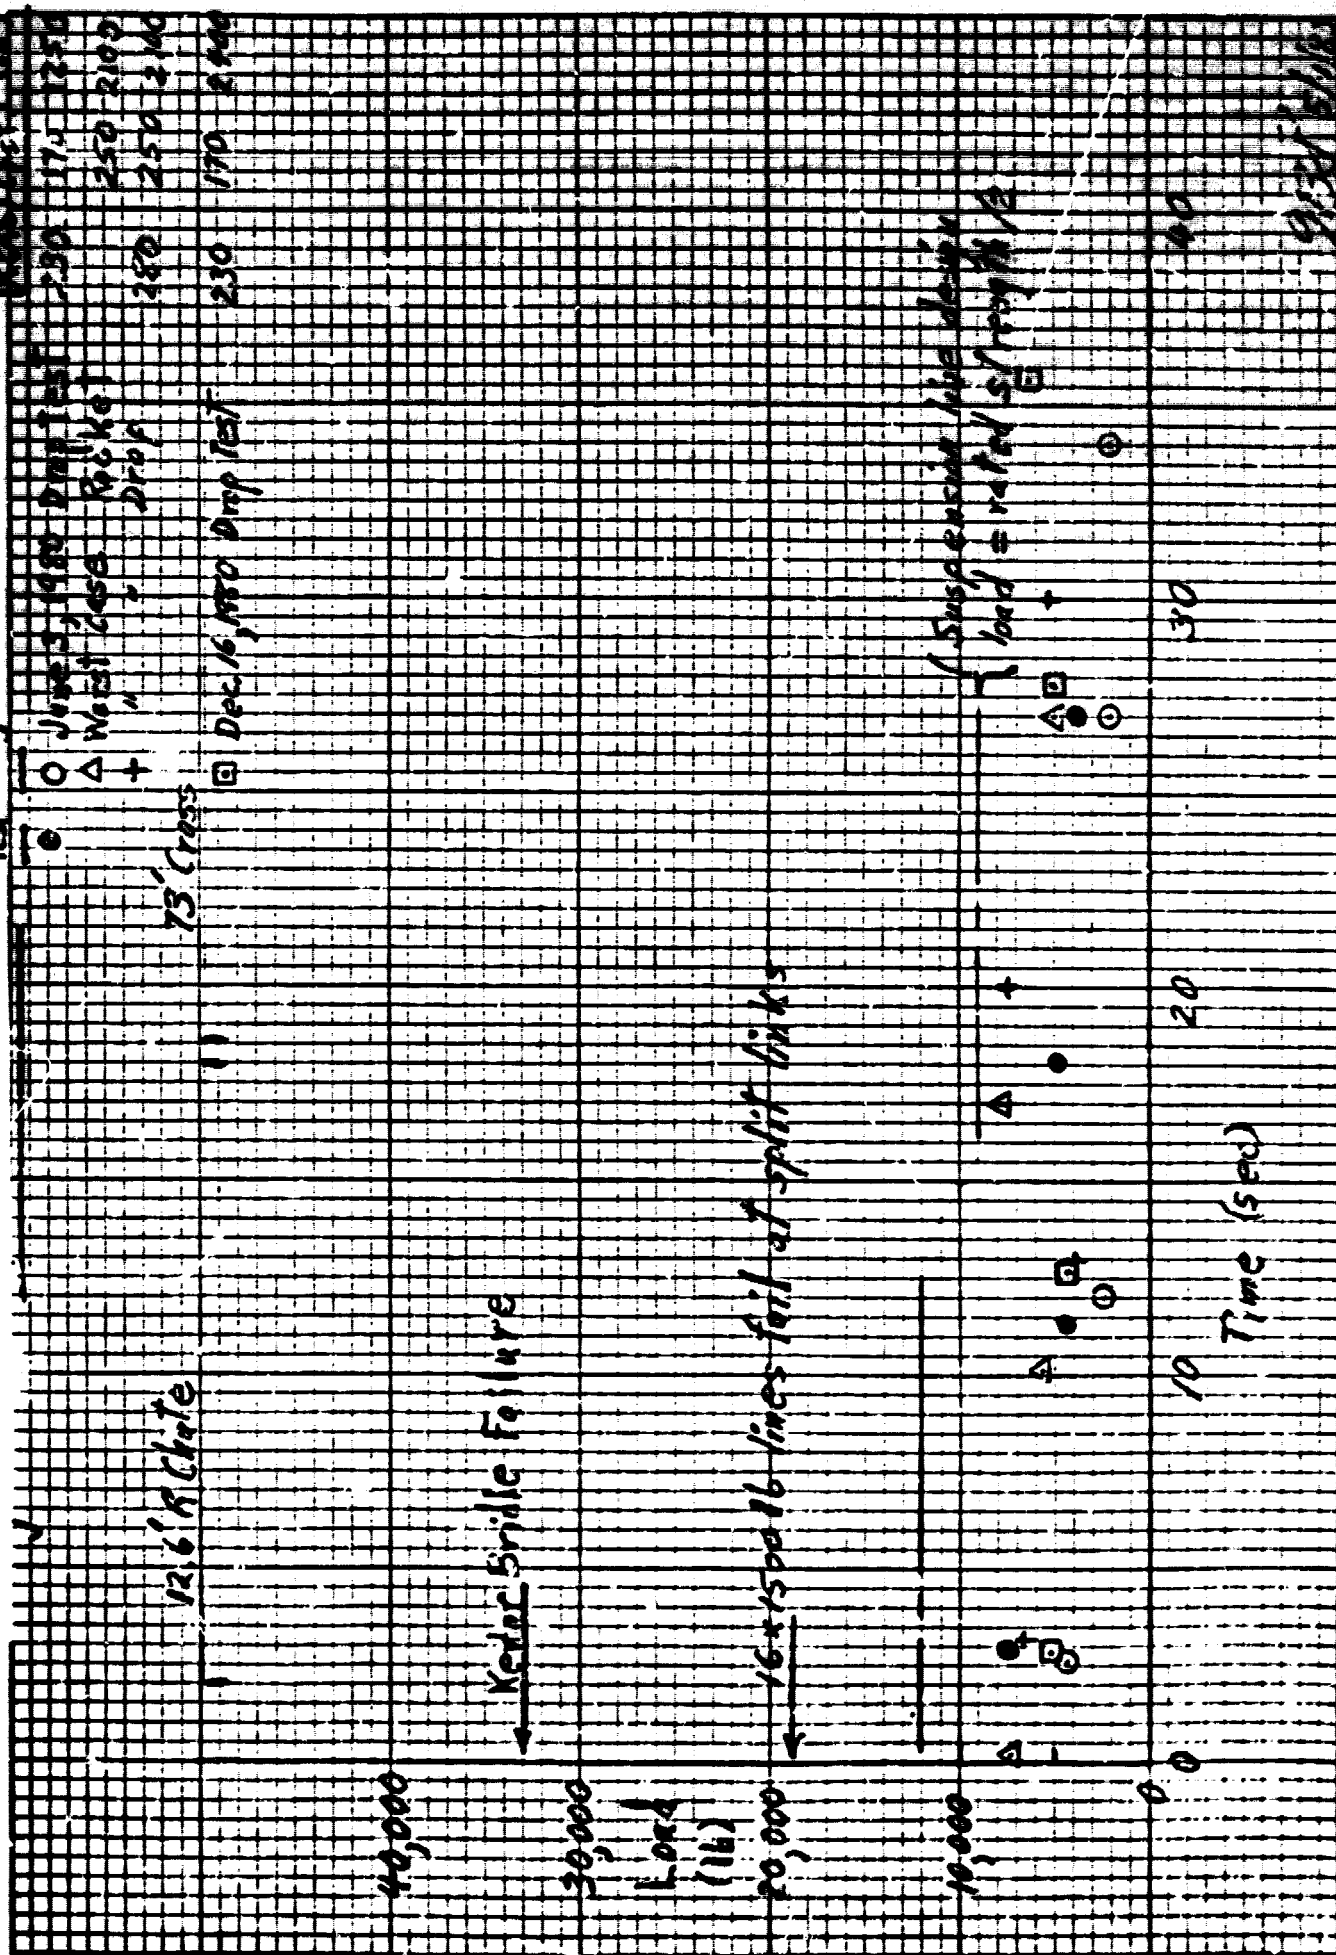 June 3, 1980 Drop Test 230 170 1250
Worst Case Rocket 250 2100
" " Drop 280 250 2100
73' Cross
12.6' R Chute
Dec. 16, 1980 Drop Test 230 170 2400
40,000
Kevlar Bridle Failure
30,000
Load
(lb)
20,000
16 x 1500 lb lines fail at split links
10,000
Suspension line design
load = rated strength/2
0
0 10 20 30 40
Time (sec)